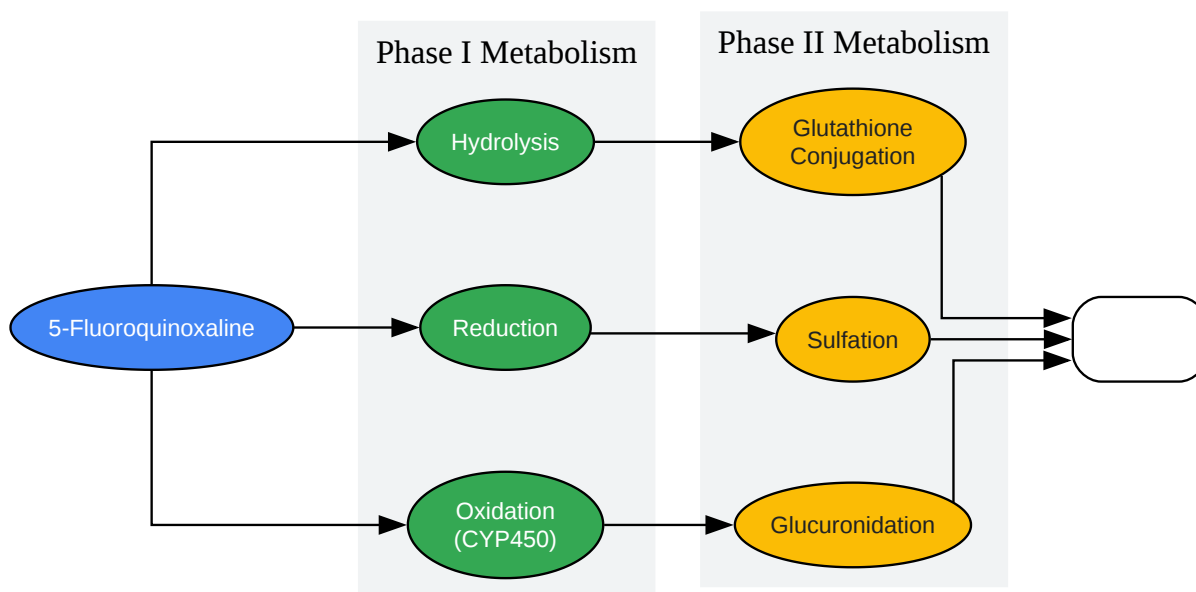 Phase I Metabolism
Phase II Metabolism
Hydrolysis
Glutathione
Conjugation
5-Fluoroquinoxaline
Reduction
Sulfation
Oxidation
(CYP450)
Glucuronidation